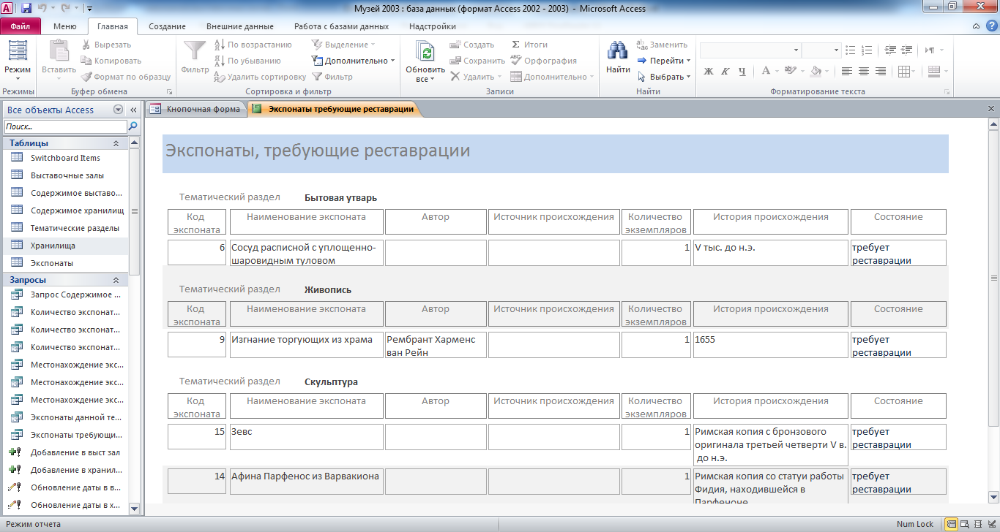 Музей 2003 : база данных (формат Access 2002 - 2003) - Microsoft Access
Файл Меню Главная Создание Внешние данные Работа с базами данных Надстройки
Режим
Режимы
Вставить
Вырезать
Копировать
Формат по образцу
Буфер обмена
Фильтр
По возрастанию
По убыванию
Удалить сортировку
Выделение
Дополнительно
Фильтр
Сортировка и фильтр
Обновить
все
Создать
Сохранить
Удалить
Итоги
Орфография
Дополнительно
Записи
Найти
Заменить
Перейти
Выбрать
Найти
Ж К Ч
Форматирование текста
Все объекты Access
Поиск...
Таблицы
Switchboard Items
Выставочные залы
Содержимое выставо...
Содержимое хранилищ
Тематические разделы
Хранилища
Экспонаты
Запросы
Запрос Содержимое ...
Количество экспонат...
Количество экспонат...
Количество экспонат...
Местонахождение экс...
Местонахождение экс...
Местонахождение экс...
Экспонаты данной те...
Экспонаты требующи...
Добавление в выст зал
Добавление в хранил...
Обновление даты в в...
Обновление даты в х...
Кнопочная форма Экспонаты требующие реставрации
Экспонаты, требующие реставрации
Тематический раздел Бытовая утварь
Код экспоната Наименование экспоната Автор Источник происхождения Количество экземпляров История происхождения Состояние
6 Сосуд расписной с уплощенно- 1 V тыс. до н.э. требует
шаровидным туловом реставрации
Тематический раздел Живопись
Код экспоната Наименование экспоната Автор Источник происхождения Количество экземпляров История происхождения Состояние
9 Изгнание торгующих из храма Рембрант Харменс 1 1655 требует
ван Рейн реставрации
Тематический раздел Скульптура
Код экспоната Наименование экспоната Автор Источник происхождения Количество экземпляров История происхождения Состояние
15 Зевс 1 Римская копия с бронзового требует
оригинала третьей четверти V в. реставрации
до н.э.
14 Афина Парфенос из Варвакиона 1 Римская копия со статуи работы требует
Фидия, находившейся в реставрации
Парфеноне
Режим отчета Num Lock